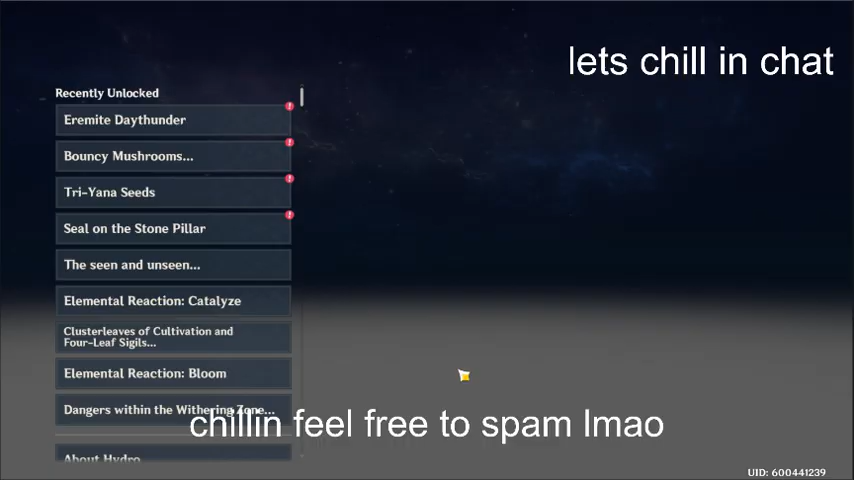 lets chill in chat
Recently Unlocked
Eremite Daythunder
Bouncy Mushrooms...
Tri-Yana Seeds
Seal on the Stone Pillar
The seen and unseen...
Elemental Reaction: Catalyze
Clusterleaves of Cultivation and
Four-Leaf Sigils...
Elemental Reaction: Bloom
Dangers within the Withering Zone...
chillin feel free to spam lmao
About Hydro
UID: 600441239